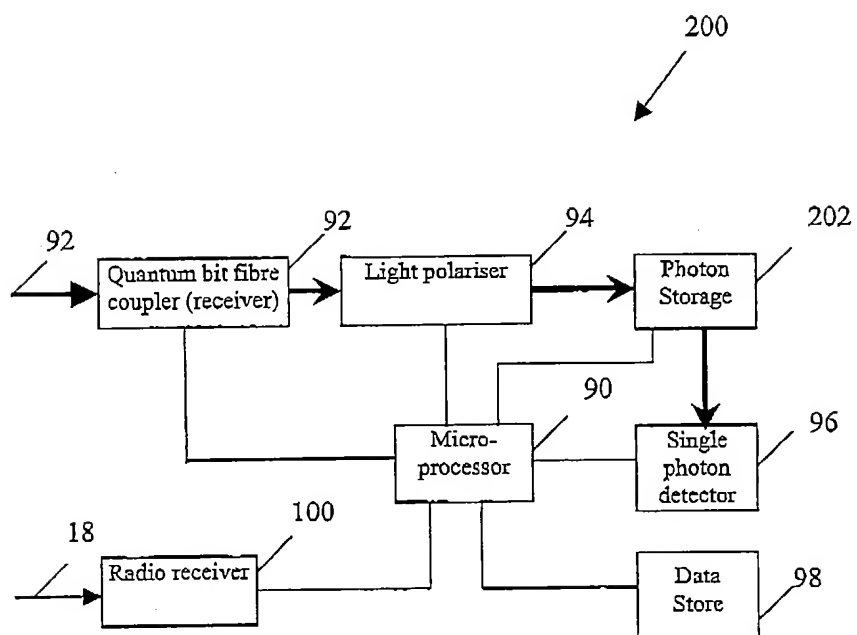 200
92
92
94
202
Quantum bit fibre
coupler (receiver)
Light polariser
Photon
Storage
90
96
Micro-
processor
Single
photon
detector
18
100
Radio receiver
Data
Store
98